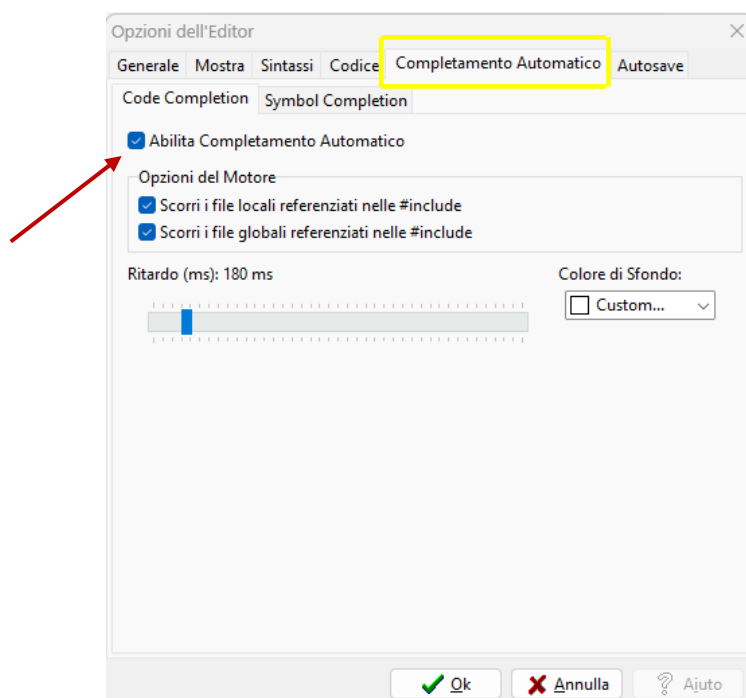 Opzioni dell'Editor
Generale Mostra Sintassi Codice Completamento Automatico Autosave
Code Completion Symbol Completion
Abilita Completamento Automatico
Opzioni del Motore
Scorri i file locali referenziati nelle #include
Scorri i file globali referenziati nelle #include
Ritardo (ms): 180 ms Colore di Sfondo:
Custom...
Ok Annulla Ajuto